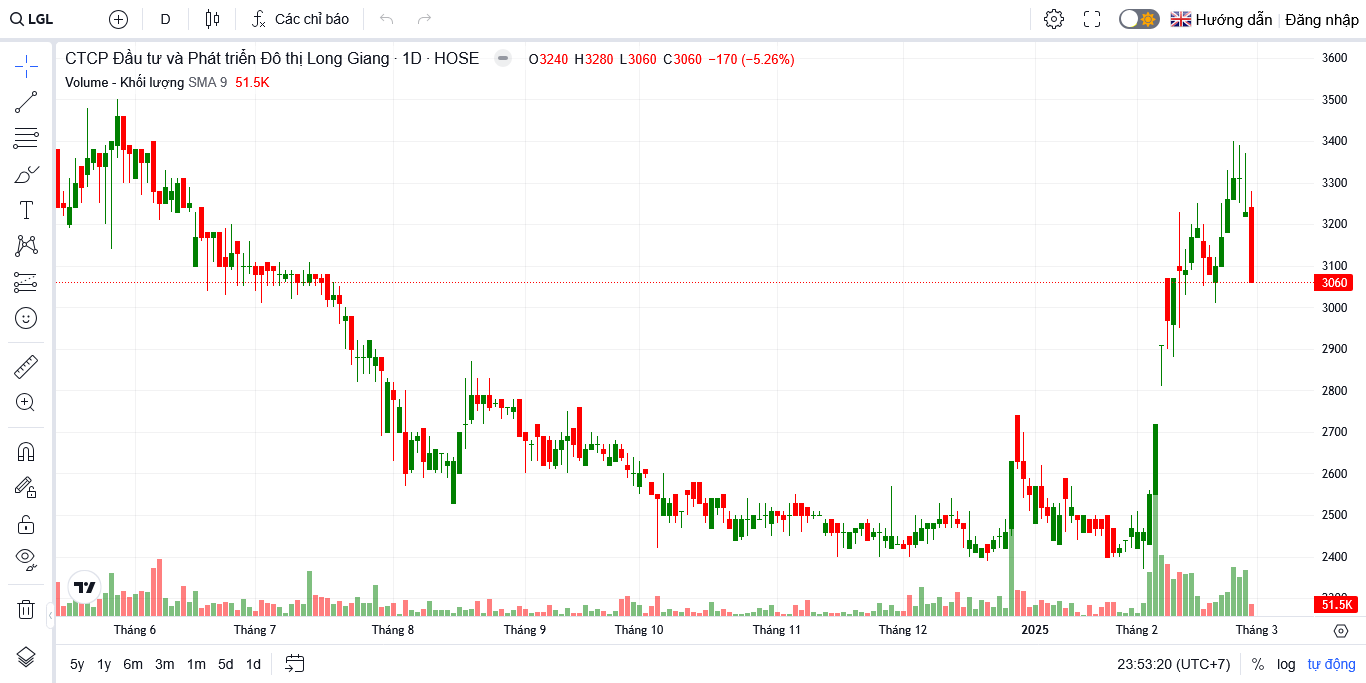 LGL D Các chỉ báo Hướng dẫn Đăng nhập
CTCP Đầu tư và Phát triển Đô thị Long Giang · 1D · HOSE O3240 H3280 L3060 C3060 −170 (−5.26%)
Volume - Khối lượng SMA 9 51.5K
3600
3500
3400
3300
3200
3100
3060
3000
2900
2800
2700
2600
2500
2400
51.5K
Tháng 6 Tháng 7 Tháng 8 Tháng 9 Tháng 10 Tháng 11 Tháng 12 2025 Tháng 2 Tháng 3
5y 1y 6m 3m 1m 5d 1d 23:53:20 (UTC+7) % log tự động